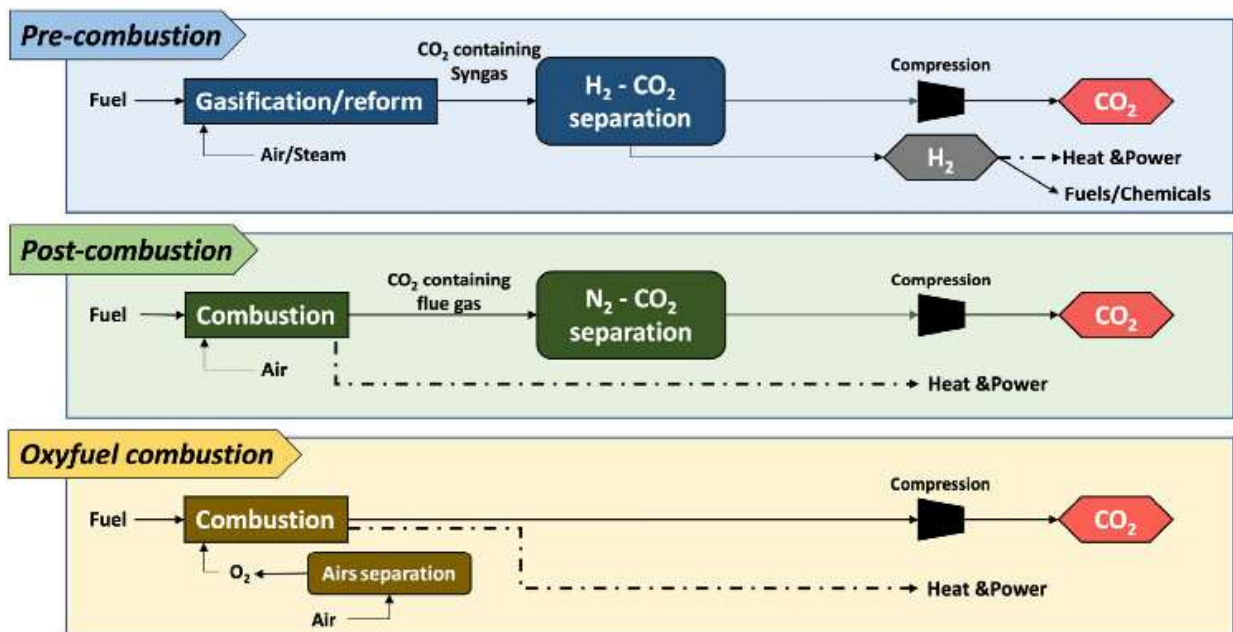 Pre-combustion
CO₂ containing
Syngas
Compression
Fuel
Gasification/reform
H₂ - CO₂
separation
CO₂
Air/Steam
H₂
Heat &Power
Fuels/Chemicals
Post-combustion
CO₂ containing
flue gas
Compression
Fuel
Combustion
N₂ - CO₂
separation
CO₂
Air
Heat &Power
Oxyfuel combustion
Compression
Fuel
Combustion
CO₂
O₂
Airs separation
Heat &Power
Air